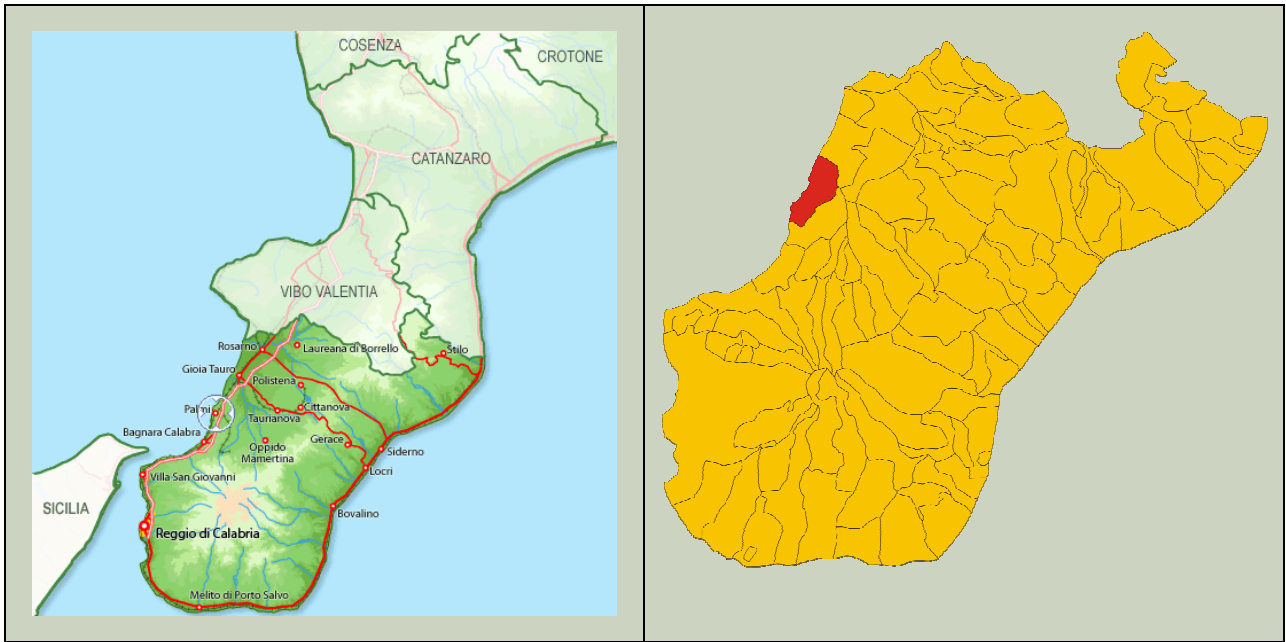 COSENZA
CROTONE
CATANZARO
VIBO VALENTIA
Rosarno
Laureana di Borrello
Stilo
Gioia Tauro
Polistena
Palmi
Cittanova
Taurianova
Bagnara Calabra
Gerace
Oppido
Mamertina
Siderno
Locri
Villa San Giovanni
SICILIA
Bovalino
Reggio di Calabria
Melito di Porto Salvo